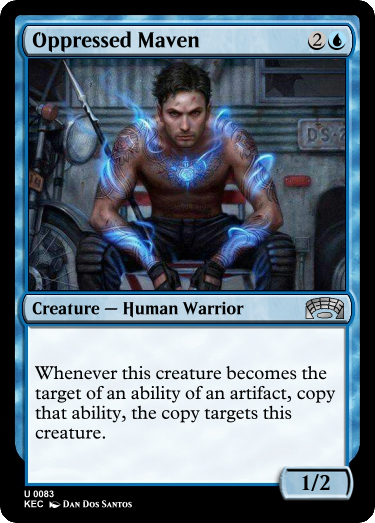 Oppressed Maven 2
DS-2
Creature — Human Warrior
Whenever this creature becomes the
target of an ability of an artifact, copy
that ability, the copy targets this
creature.
1/2
U 0083
KEC Dan Dos Santos